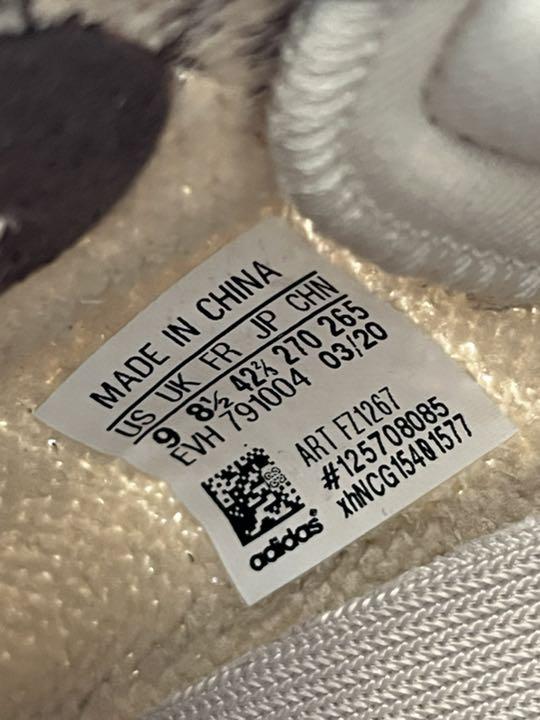 MADE IN CHINA
US UK FR JP CHN
9 8½ 42⅔ 270 265
EVH 791004 03/20
ART FZ1267
#125708085
xhNCG15401577
adidas®